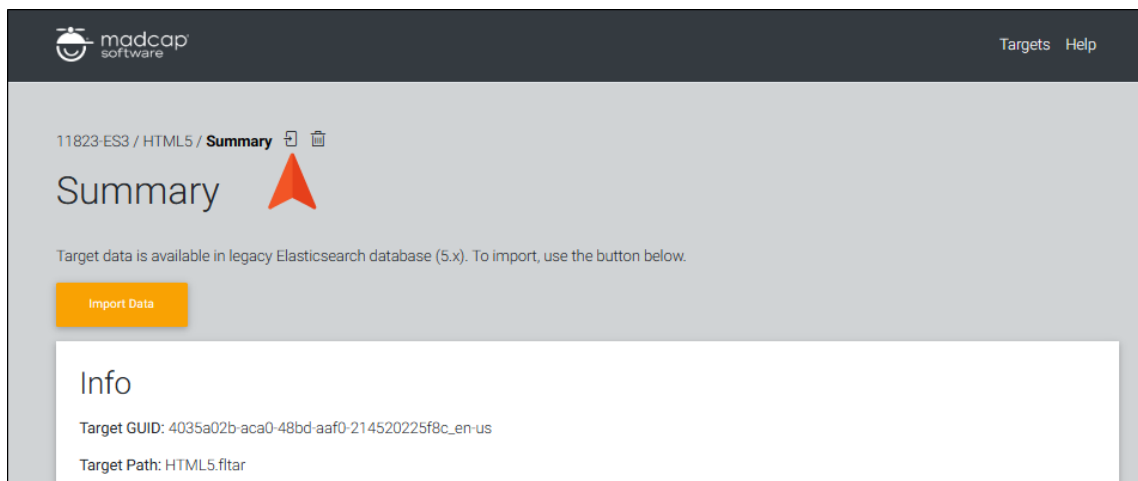 madcap
software
Targets Help
11823-ES3 / HTML5 / Summary
Summary
Target data is available in legacy Elasticsearch database (5.x). To import, use the button below.
Import Data
Info
Target GUID: 4035a02b-aca0-48bd-aaf0-214520225f8c_en-us
Target Path: HTML5.fltar